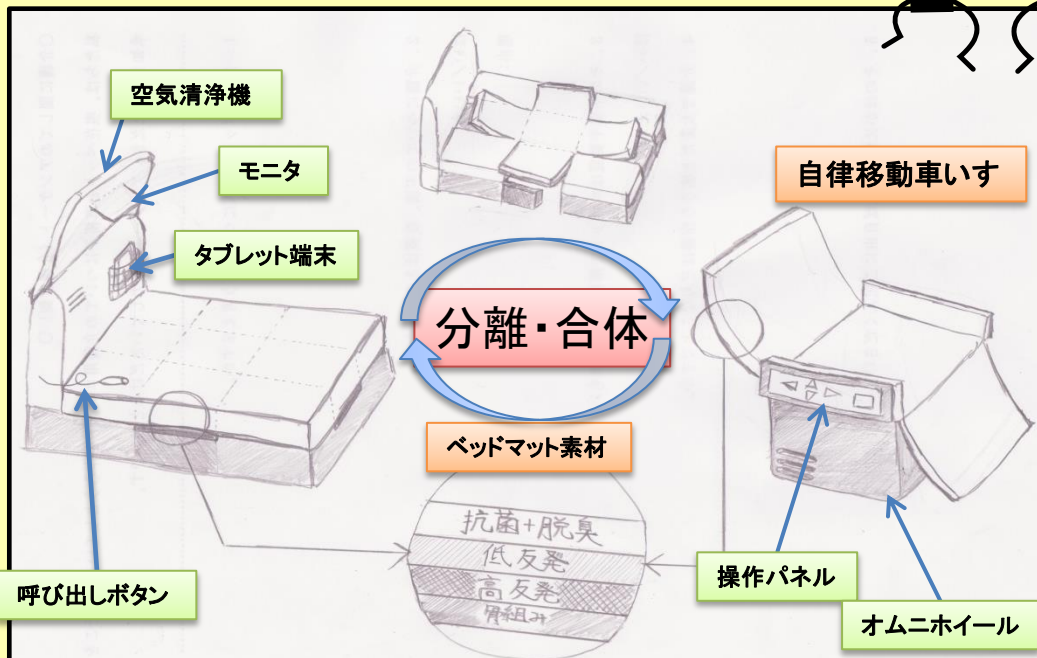 空気清浄機
モニタ
タブレット端末
自律移動車いす
分離・合体
ベッドマット素材
抗菌+脱臭
低反発
高反発
骨組み
呼び出しボタン
操作パネル
オムニホイール